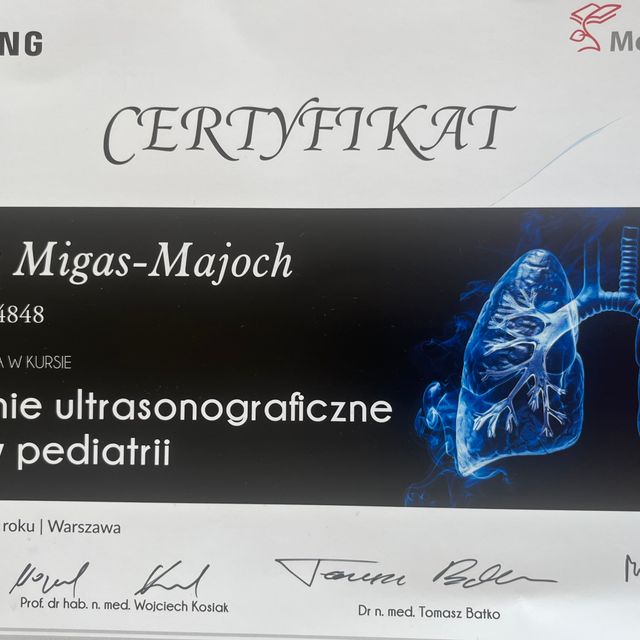 NG
Me
CERTYFIKAT
Migas-Majoch
4848
A W KURSIE
nie ultrasonograficzne
w pediatrii
roku | Warszawa
Prof. dr hab. n. med. Wojciech Kosiak
Dr n. med. Tomasz Batko